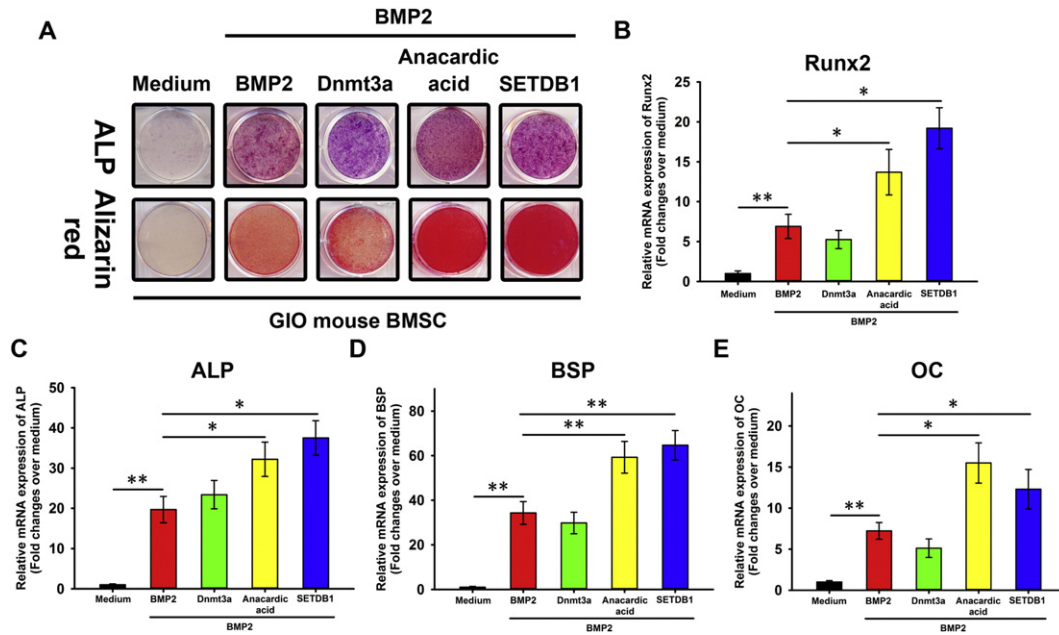 A
BMP2
Medium
BMP2
Dnmt3a
Anacardic
acid
SETDB1
ALP
Alizarin
red
GIO mouse BMSC
B
Runx2
Relative mRNA expression of Runx2
(Fold changes over medium)
25
20
15
10
5
0
**
*
*
Medium
BMP2
Dnmt3a
Anacardic
acid
SETDB1
BMP2
C
ALP
Relative mRNA expression of ALP
(Fold changes over medium)
50
40
30
20
10
0
**
*
*
Medium
BMP2
Dnmt3a
Anacardic
acid
SETDB1
BMP2
D
BSP
Relative mRNA expression of BSP
(Fold changes over medium)
80
60
40
20
0
**
**
**
Medium
BMP2
Dnmt3a
Anacardic
acid
SETDB1
BMP2
E
OC
Relative mRNA expression of OC
(Fold changes over medium)
20
15
10
5
0
**
*
*
Medium
BMP2
Dnmt3a
Anacardic
acid
SETDB1
BMP2